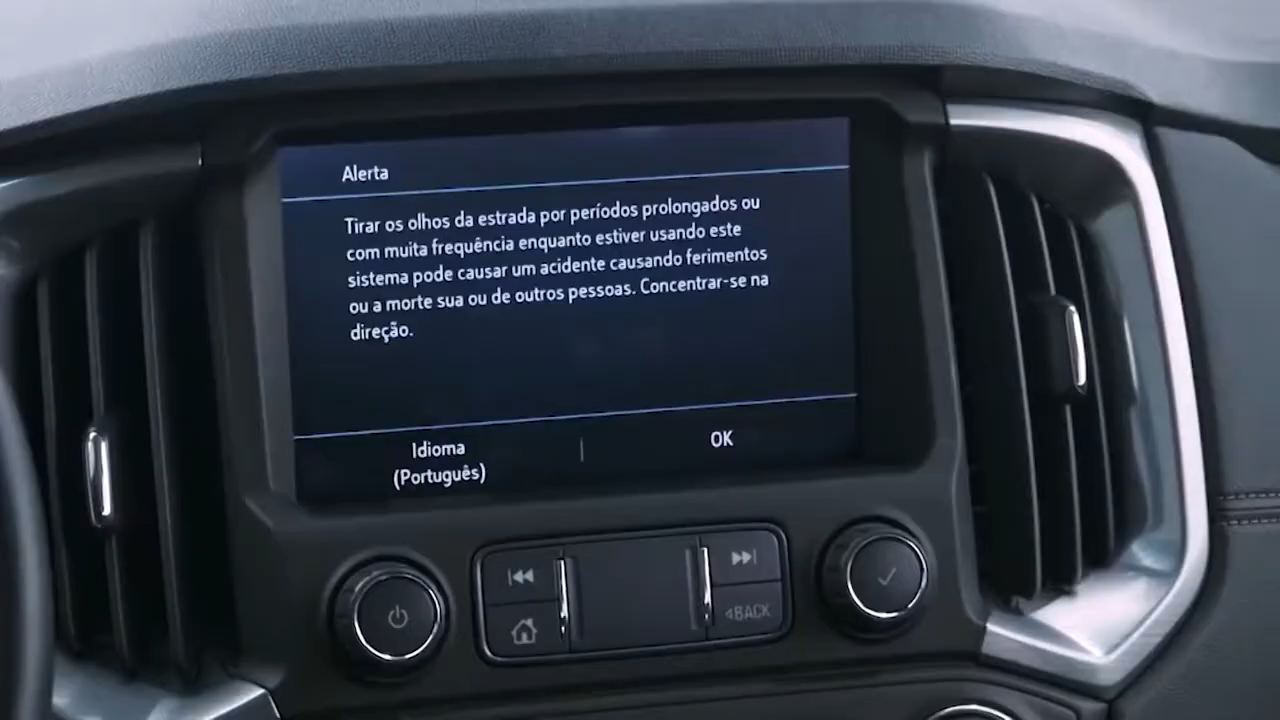 Alerta
Tirar os olhos da estrada por períodos prolongados ou
com muita frequência enquanto estiver usando este
sistema pode causar um acidente causando ferimentos
ou a morte sua ou de outros pessoas. Concentrar-se na
direção.
Idioma
(Português)
OK
BACK